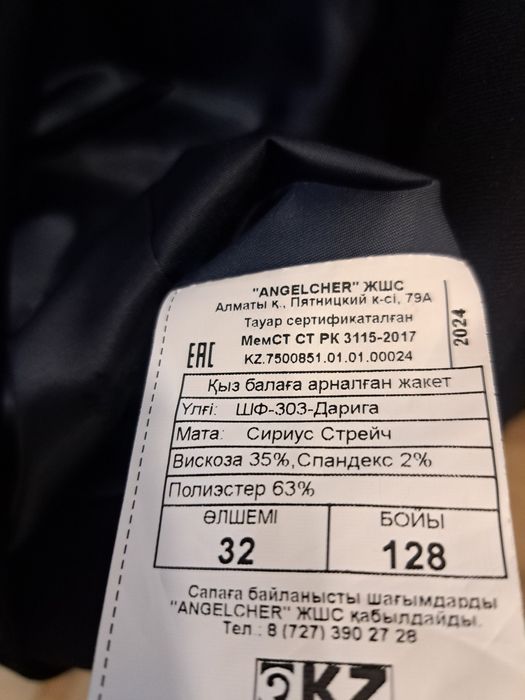 "ANGELCHER" ЖШС
Алматы қ., Пятницкий к-сі, 79А
Тауар сертификаталған
МемСТ СТ РК 3115-2017
KZ.7500851.01.01.00024
2024
EAC
Қыз балаға арналған жакет
Үлгі: ШФ-303-Дарига
Мата: Сириус Стрейч
Вискоза 35%,Спандекс 2%
Полиэстер 63%
ӨЛШЕМІ БОЙЫ
32 128
Сапаға байланысты шағымдарды
"ANGELCHER" ЖШС қабылдайды.
Тел.: 8 (727) 390 27 28
KZ